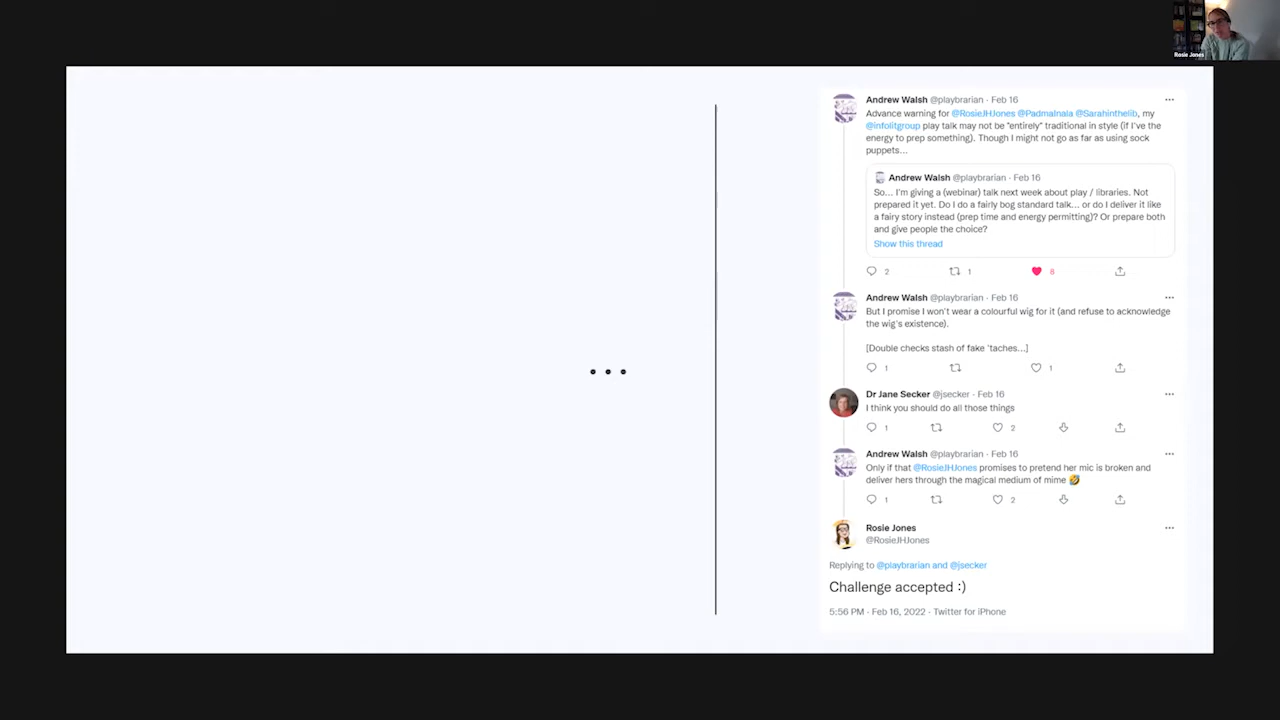 Rosie Jones
Andrew Walsh @playbrarian · Feb 16
Advance warning for @RosieJHJones @PadmaInala @Sarahinthelib, my
@infolitgroup play talk may not be *entirely* traditional in style (if I've the
energy to prep something). Though I might not go as far as using sock
puppets...
Andrew Walsh @playbrarian · Feb 16
So... I'm giving a (webinar) talk next week about play / libraries. Not
prepared it yet. Do I do a fairly bog standard talk... or do I deliver it like
a fairy story instead (prep time and energy permitting)? Or prepare both
and give people the choice?
Show this thread
2 1 8
Andrew Walsh @playbrarian · Feb 16
But I promise I won't wear a colourful wig for it (and refuse to acknowledge
the wig's existence).
[Double checks stash of fake 'taches...]
1 1
Dr Jane Secker @jsecker · Feb 16
I think you should do all those things
1 2
Andrew Walsh @playbrarian · Feb 16
Only if that @RosieJHJones promises to pretend her mic is broken and
deliver hers through the magical medium of mime 🤣
1 2
Rosie Jones
@RosieJHJones
Replying to @playbrarian and @jsecker
Challenge accepted :)
5:56 PM · Feb 16, 2022 · Twitter for iPhone
...